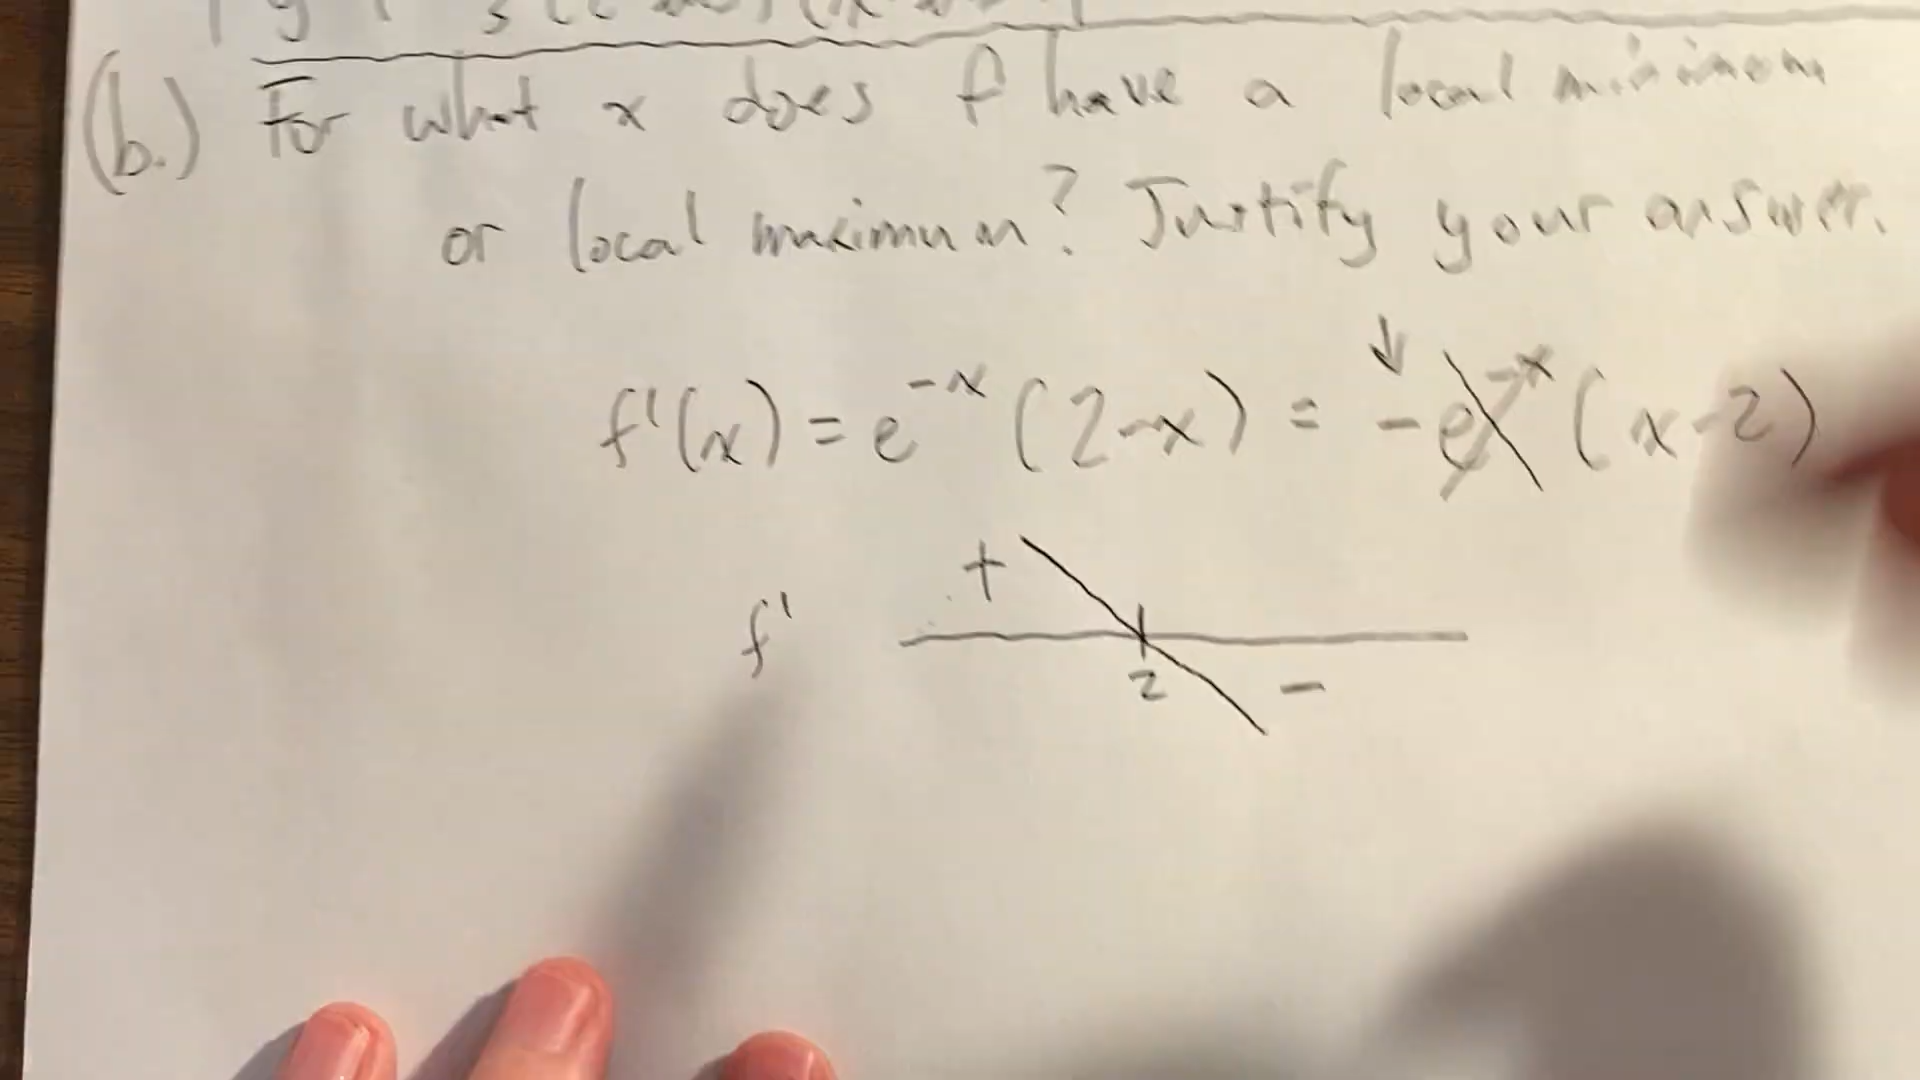 (b.) For what x does f have a local minimum
or local maximum? Justify your answer.
f'(x) = e^-x (2-x) = -e^-x (x-2)
+
f'
2 -